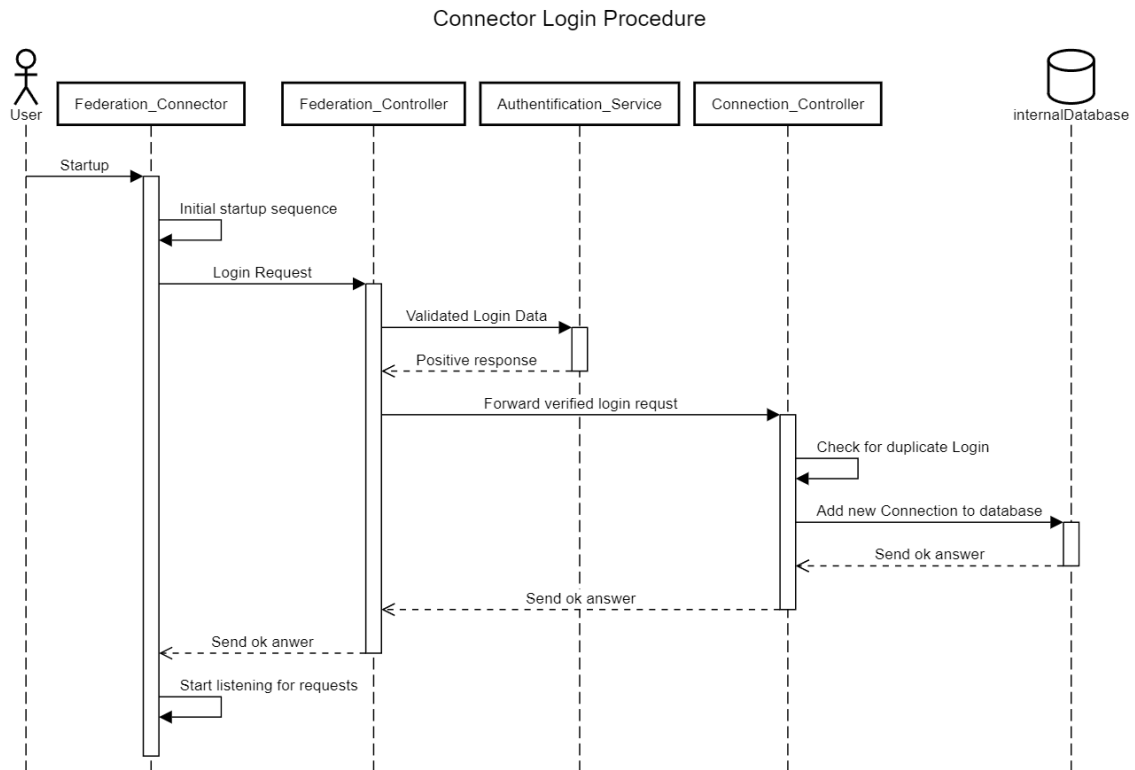 Connector Login Procedure
User
Federation_Connector
Federation_Controller
Authentification_Service
Connection_Controller
internalDatabase
Startup
Initial startup sequence
Login Request
Validated Login Data
Positive response
Forward verified login requst
Check for duplicate Login
Add new Connection to database
Send ok answer
Send ok answer
Send ok anwer
Start listening for requests